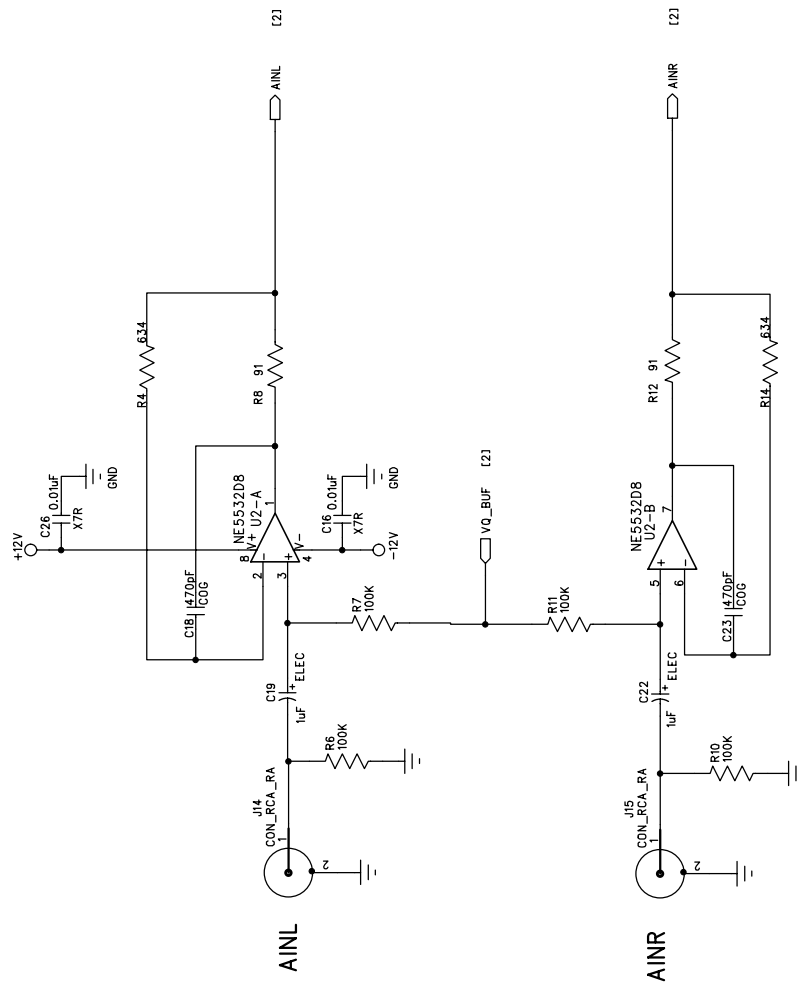 AINL
J14
CON_RCA_RA
1
2
R6
100K
C19
1uF
+ ELEC
+12V
C26 0.01uF
X7R
GND
C18
470pF
COG
R4
634
NE5532D8
U2-A
8
V+
2
-
3
+
V-
4
1
C16 0.01uF
X7R
GND
-12V
R8
91
AINL
[2]
R7
100K
VQ_BUF
[2]
R11
100K
AINR
J15
CON_RCA_RA
1
2
R10
100K
C22
1uF
+ ELEC
NE5532D8
U2-B
5
+
6
-
7
C23
470pF
COG
R12
91
R14
634
AINR
[2]